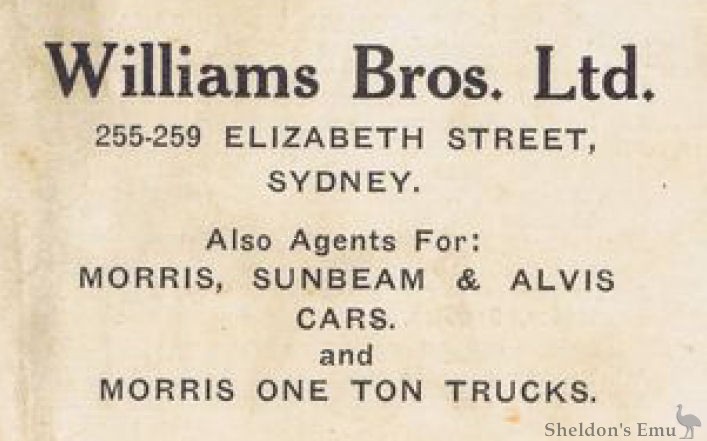 Williams Bros. Ltd.
255-259 ELIZABETH STREET,
SYDNEY.
Also Agents For:
MORRIS, SUNBEAM & ALVIS
CARS.
and
MORRIS ONE TON TRUCKS.
Sheldon's Emu